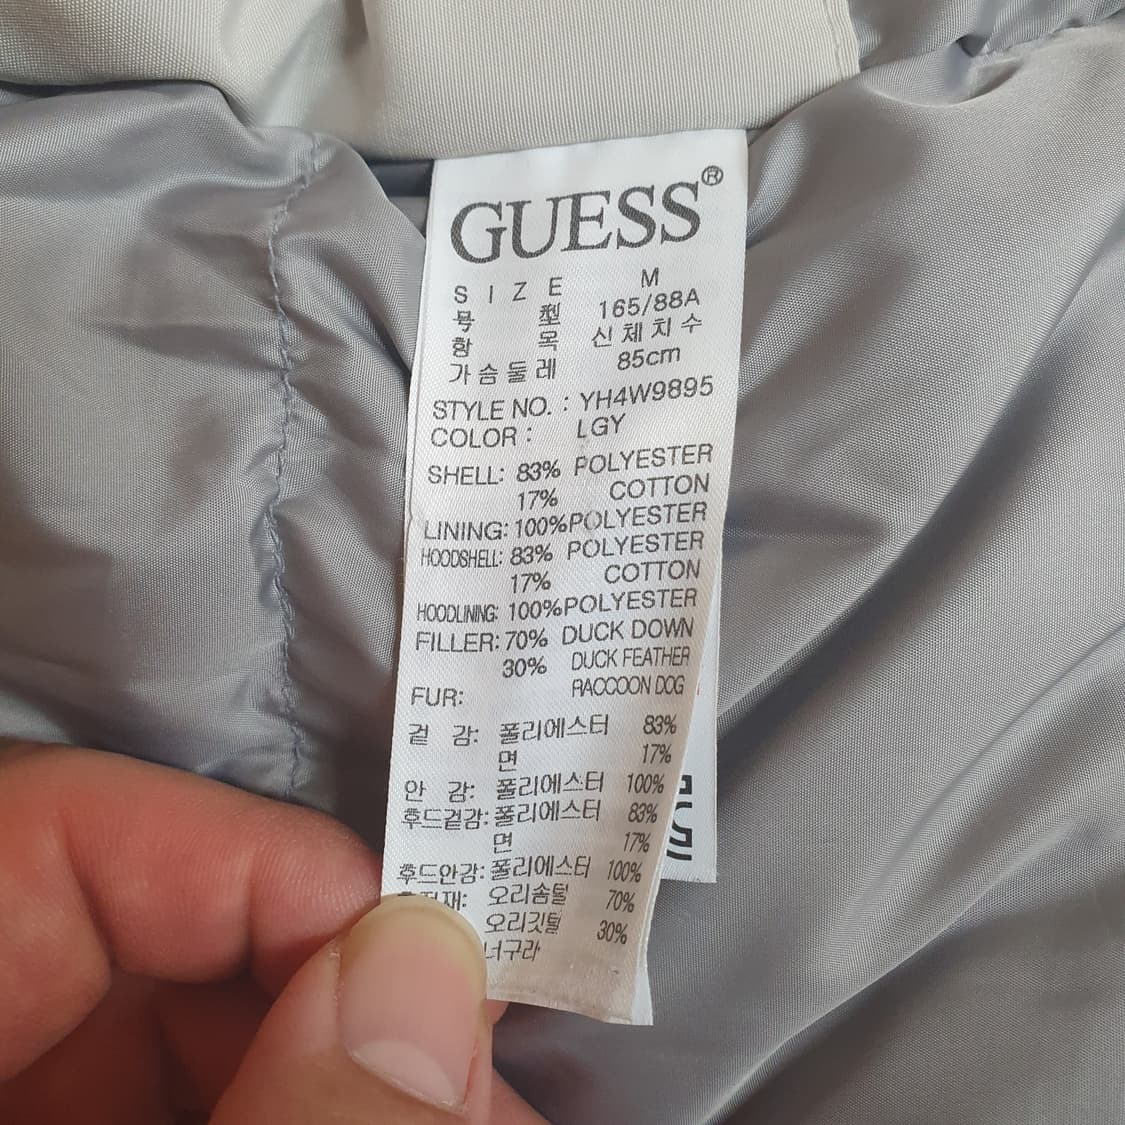 GUESS®
SIZE M
号型 165/88A
항목 신체치수
가슴둘레 85cm
STYLE NO. : YH4W9895
COLOR : LGY
SHELL: 83% POLYESTER
17% COTTON
LINING: 100% POLYESTER
HOODSHELL: 83% POLYESTER
17% COTTON
HOODLINING: 100% POLYESTER
FILLER: 70% DUCK DOWN
30% DUCK FEATHER
FUR: RACCOON DOG
겉감: 폴리에스터 83%
면 17%
안감: 폴리에스터 100%
후드겉감: 폴리에스터 83%
면 17%
후드안감: 폴리에스터 100%
오리솜털 70%
오리깃털 30%
너구라